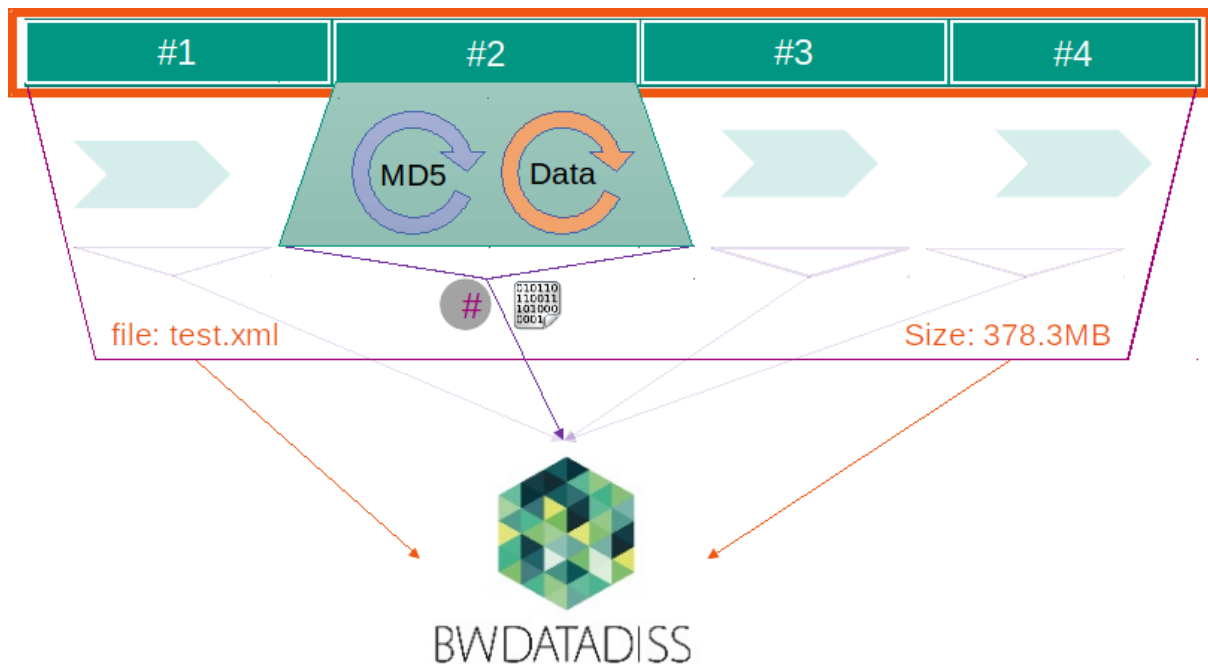 #1
#2
#3
#4
MD5
Data
#
010110
110011
101000
0001
file: test.xml
Size: 378.3MB
BWDATADISS